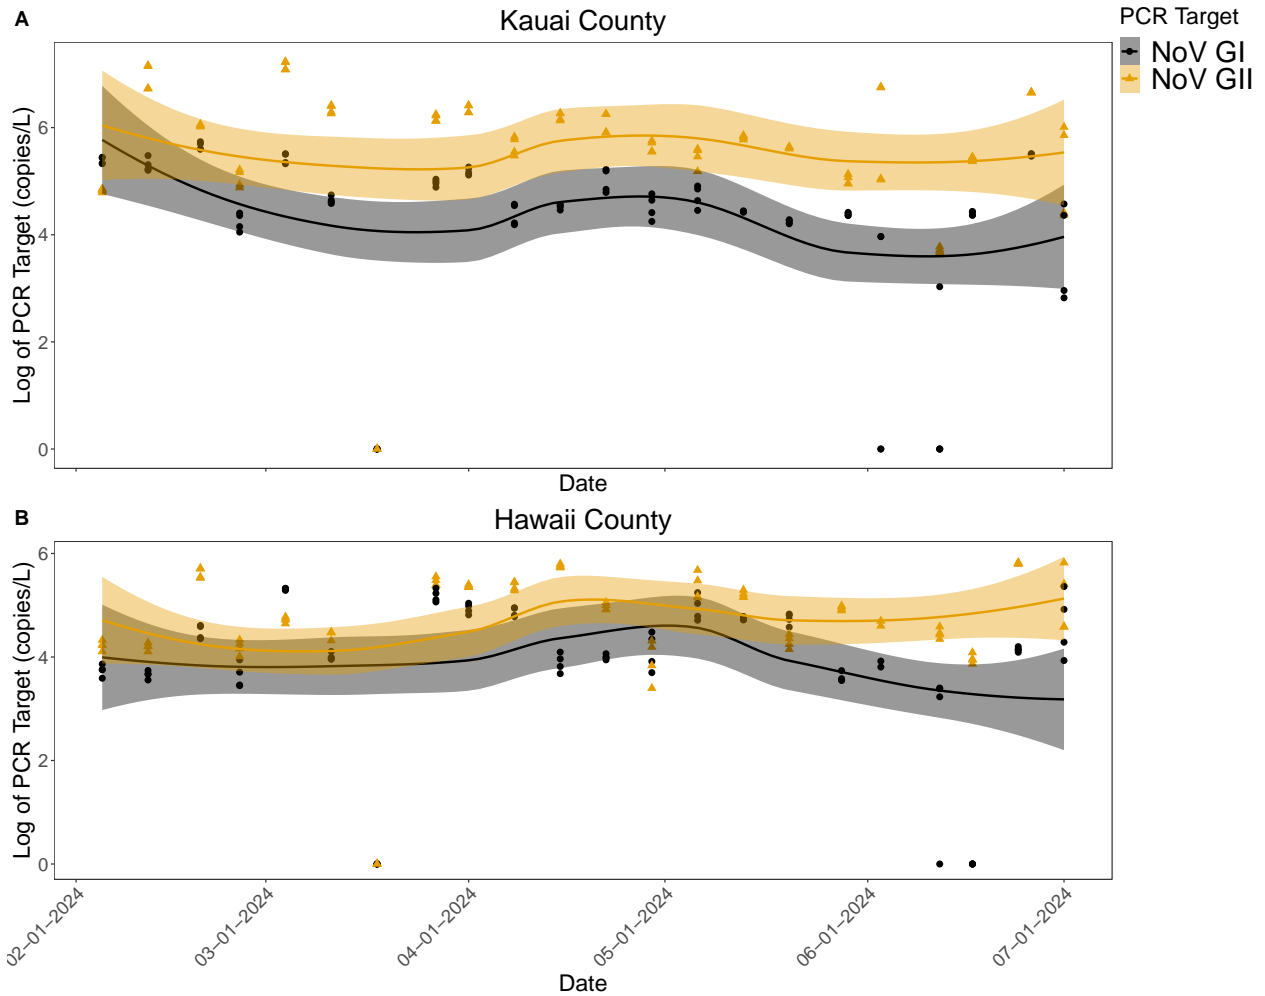 A
Kauai County
PCR Target
NoV GI
NoV GII
Log of PCR Target (copies/L)
6
4
2
0
Date
B
Hawaii County
Log of PCR Target (copies/L)
6
4
2
0
02–01–2024
03–01–2024
04–01–2024
05–01–2024
06–01–2024
07–01–2024
Date